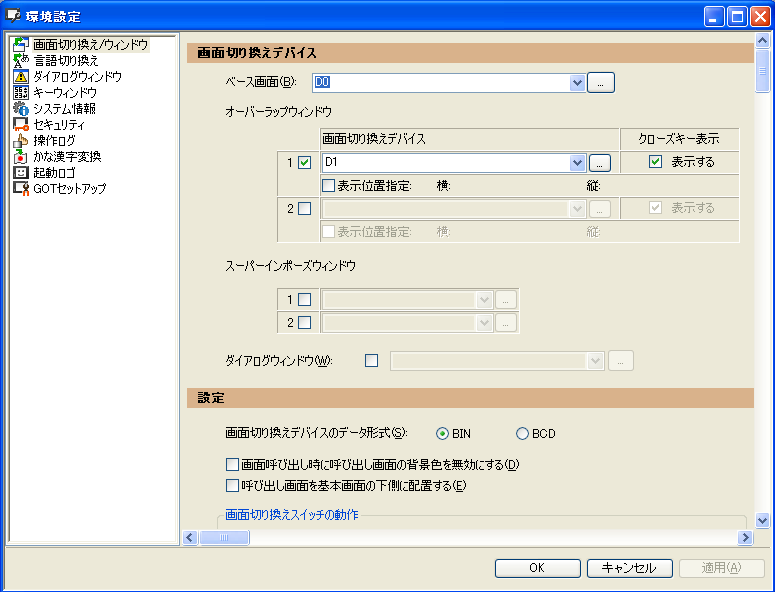 環境設定
画面切り換え/ウィンドウ
言語切り換え
ダイアログウィンドウ
キーウィンドウ
システム情報
セキュリティ
操作ログ
かな漢字変換
起動ロゴ
GOTセットアップ
画面切り換えデバイス
ベース画面(B): D0 ...
オーバーラップウィンドウ
画面切り換えデバイス クローズキー表示
1 D1 ... 表示する
表示位置指定: 横: 縦:
2 ... 表示する
表示位置指定: 横: 縦:
スーパーインポーズウィンドウ
1 ...
2 ...
ダイアログウィンドウ(W): ...
設定
画面切り換えデバイスのデータ形式(S): BIN BCD
画面呼び出し時に呼び出し画面の背景色を無効にする(D)
呼び出し画面を基本画面の下側に配置する(E)
画面切り換えスイッチの動作
OK キャンセル 適用(A)